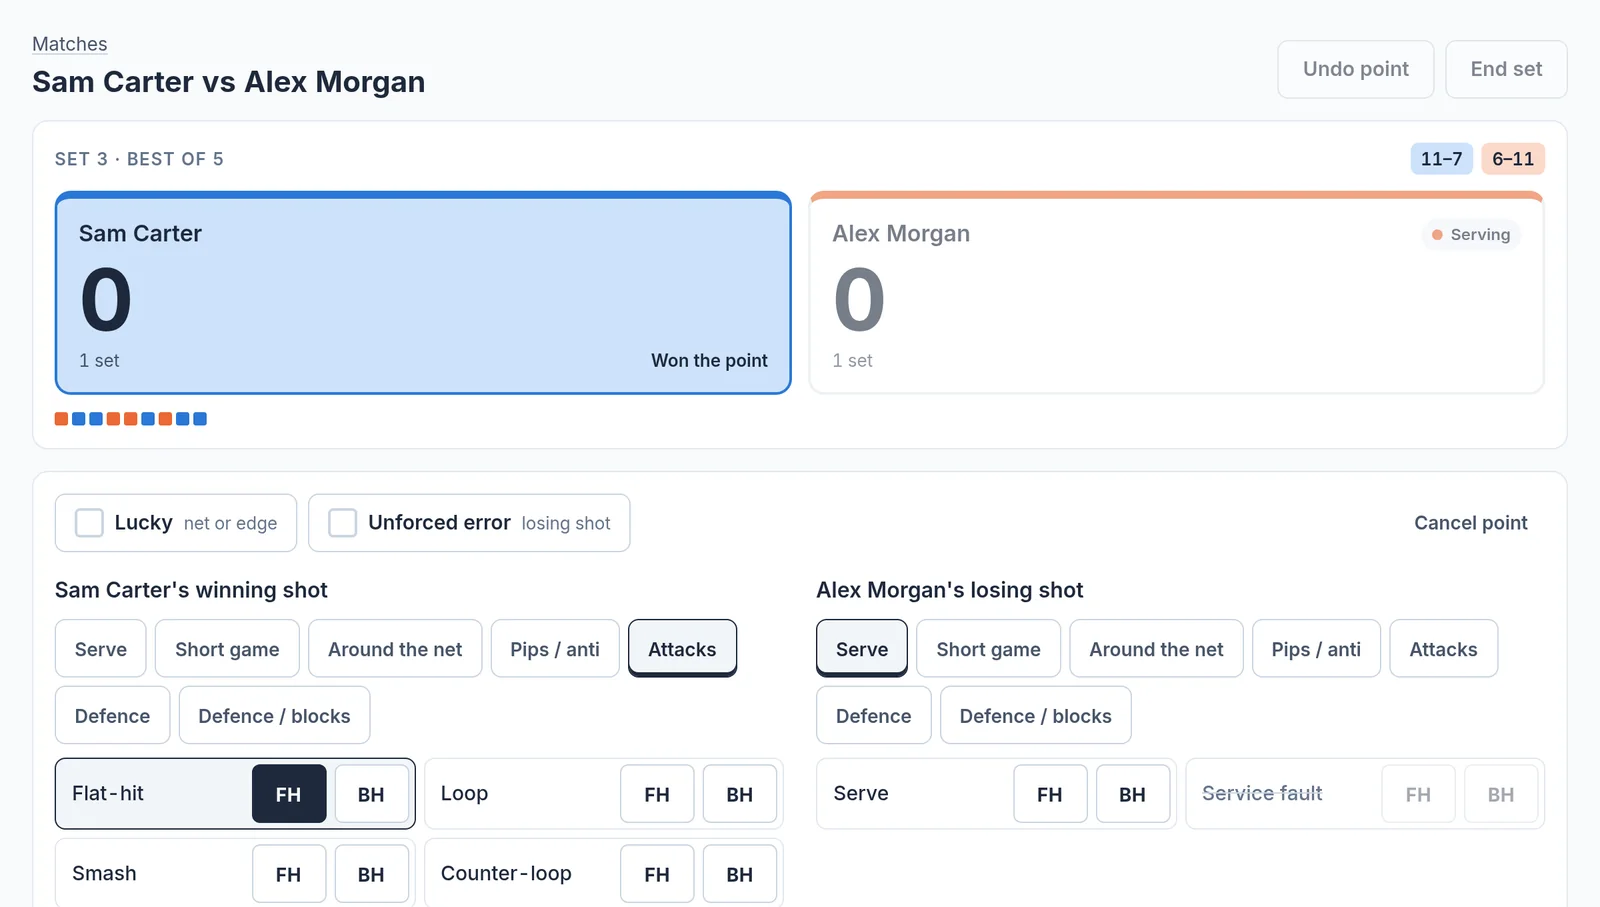 Matches
Sam Carter vs Alex Morgan
Undo point
End set
SET 3 · BEST OF 5
11–7
6–11
Sam Carter
0
1 set
Won the point
Alex Morgan
Serving
0
1 set
Lucky net or edge
Unforced error losing shot
Cancel point
Sam Carter's winning shot
Serve
Short game
Around the net
Pips / anti
Attacks
Defence
Defence / blocks
Flat-hit
FH
BH
Loop
FH
BH
Smash
FH
BH
Counter-loop
FH
BH
Alex Morgan's losing shot
Serve
Short game
Around the net
Pips / anti
Attacks
Defence
Defence / blocks
Serve
FH
BH
Service fault
FH
BH